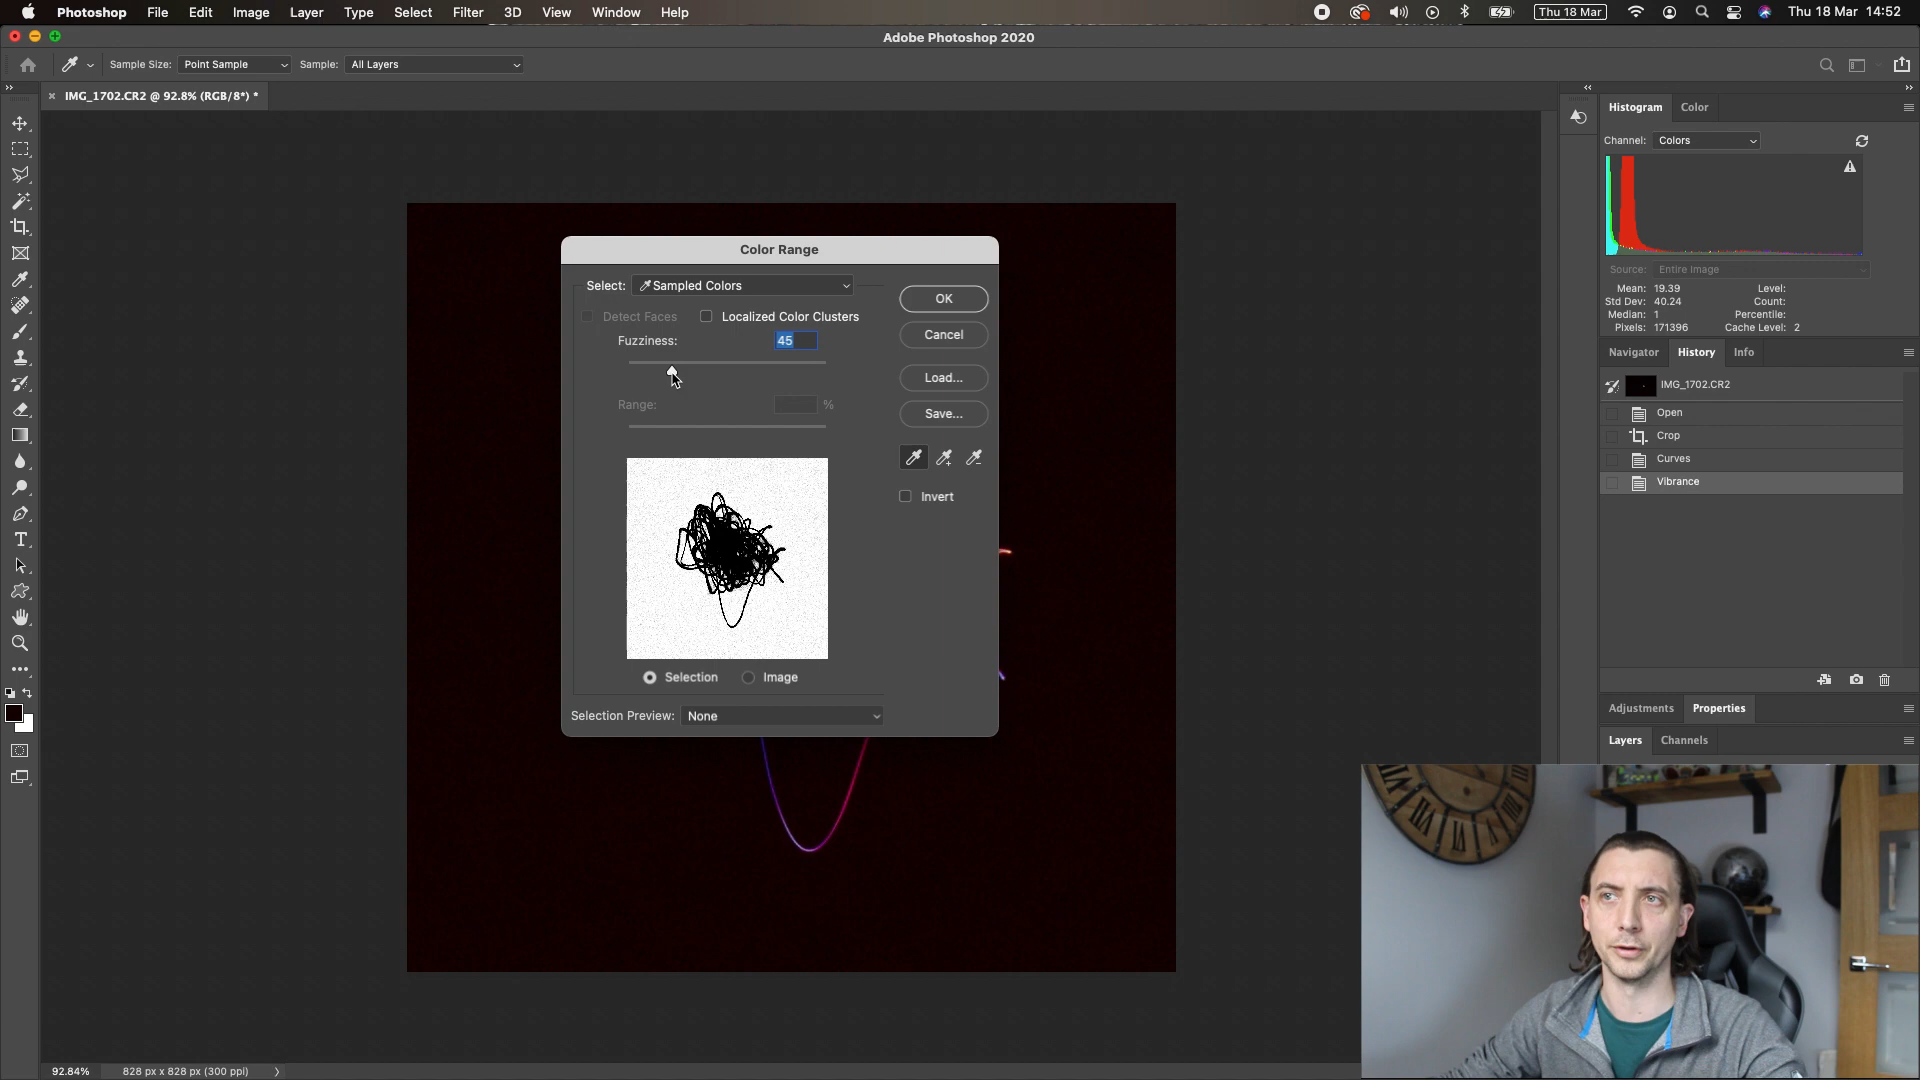 Photoshop File Edit Image Layer Type Select Filter 3D View Window Help Thu 18 Mar Thu 18 Mar 14:52
Adobe Photoshop 2020
Sample Size: Point Sample Sample: All Layers
IMG_1702.CR2 @ 92.8% (RGB/8*) *
Histogram Color
Channel: Colors
Source: Entire Image
Mean: 19.39 Level:
Std Dev: 40.24 Count:
Median: 1 Percentile:
Pixels: 171396 Cache Level: 2
Navigator History Info
IMG_1702.CR2
Open
Crop
Curves
Vibrance
Adjustments Properties
Layers Channels
Color Range
Select: Sampled Colors
Detect Faces Localized Color Clusters
Fuzziness: 45
Range: %
OK
Cancel
Load...
Save...
Invert
Selection Image
Selection Preview: None
92.84% 828 px x 828 px (300 ppi)